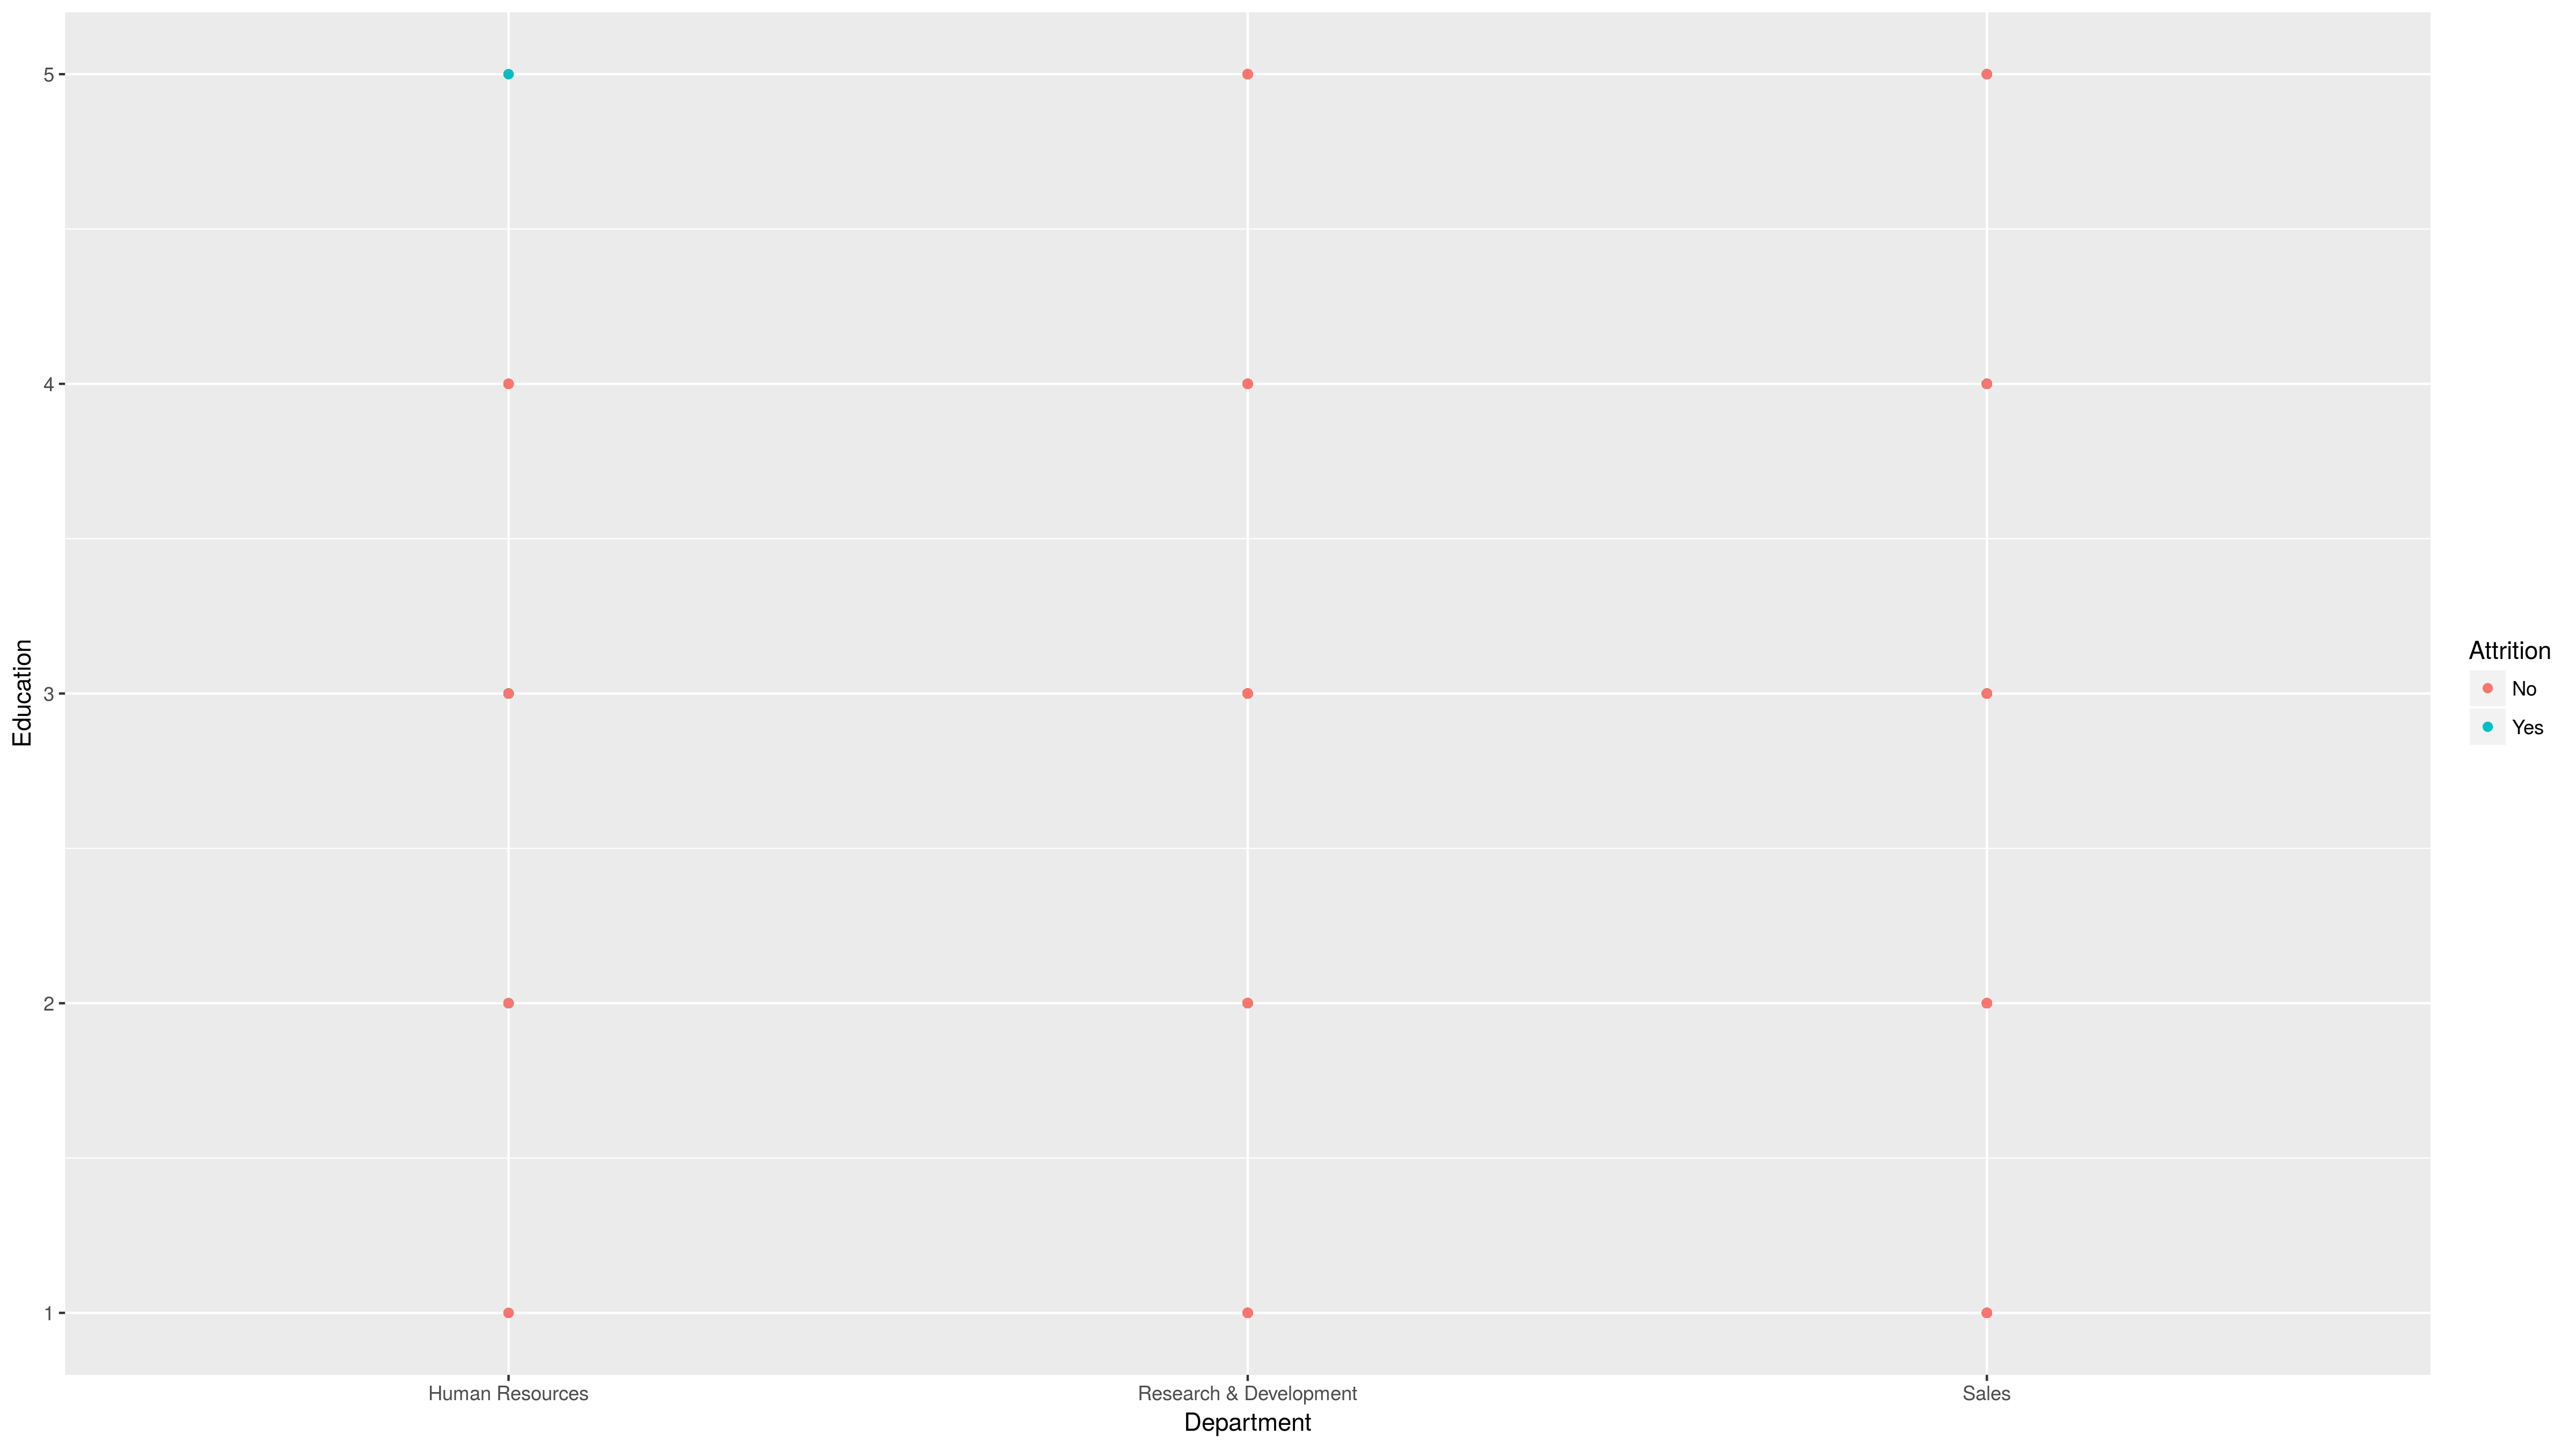 5
4
3
2
1
Education
Human Resources
Research & Development
Sales
Department
Attrition
No
Yes